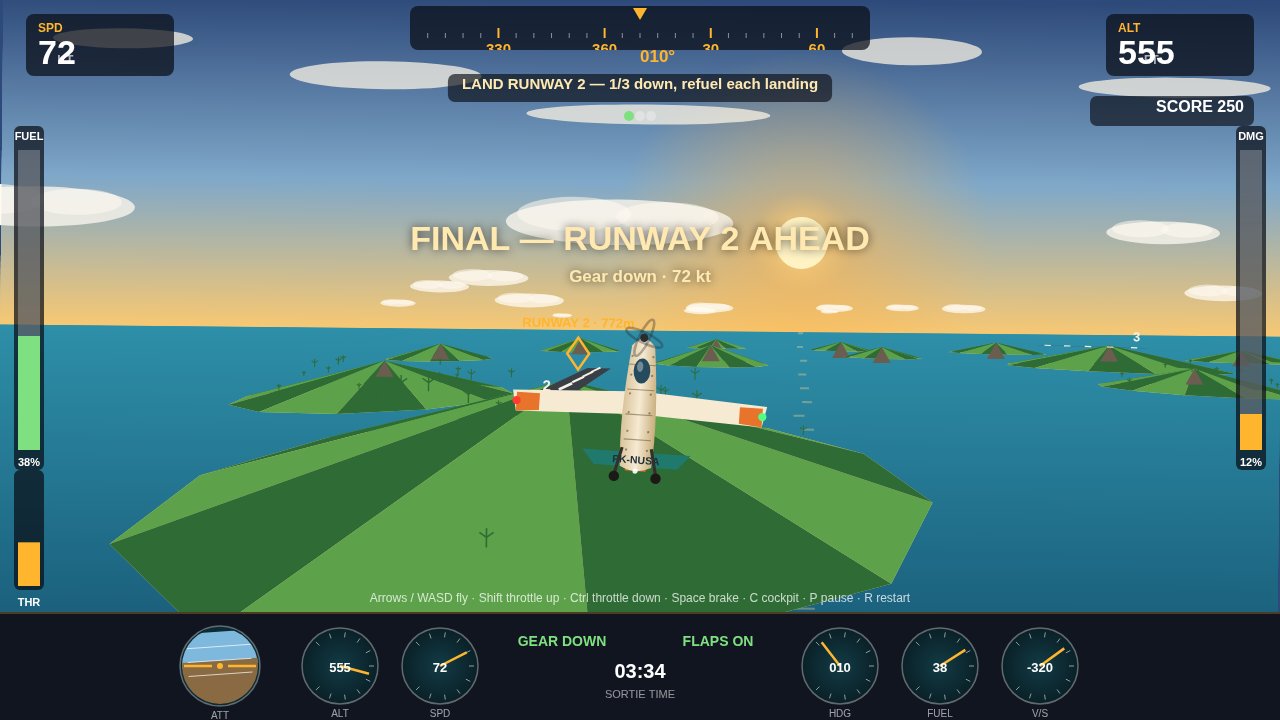 SPD
72
330 360 30 60
010°
LAND RUNWAY 2 — 1/3 down, refuel each landing
ALT
555
SCORE 250
FUEL
DMG
FINAL — RUNWAY 2 AHEAD
Gear down · 72 kt
RUNWAY 2 · 772m
3
2
PK-NUSA
38%
12%
THR
Arrows / WASD fly · Shift throttle up · Ctrl throttle down · Space brake · C cockpit · P pause · R restart
GEAR DOWN
FLAPS ON
03:34
SORTIE TIME
555
72
010
38
-320
ATT
ALT
SPD
HDG
FUEL
V/S